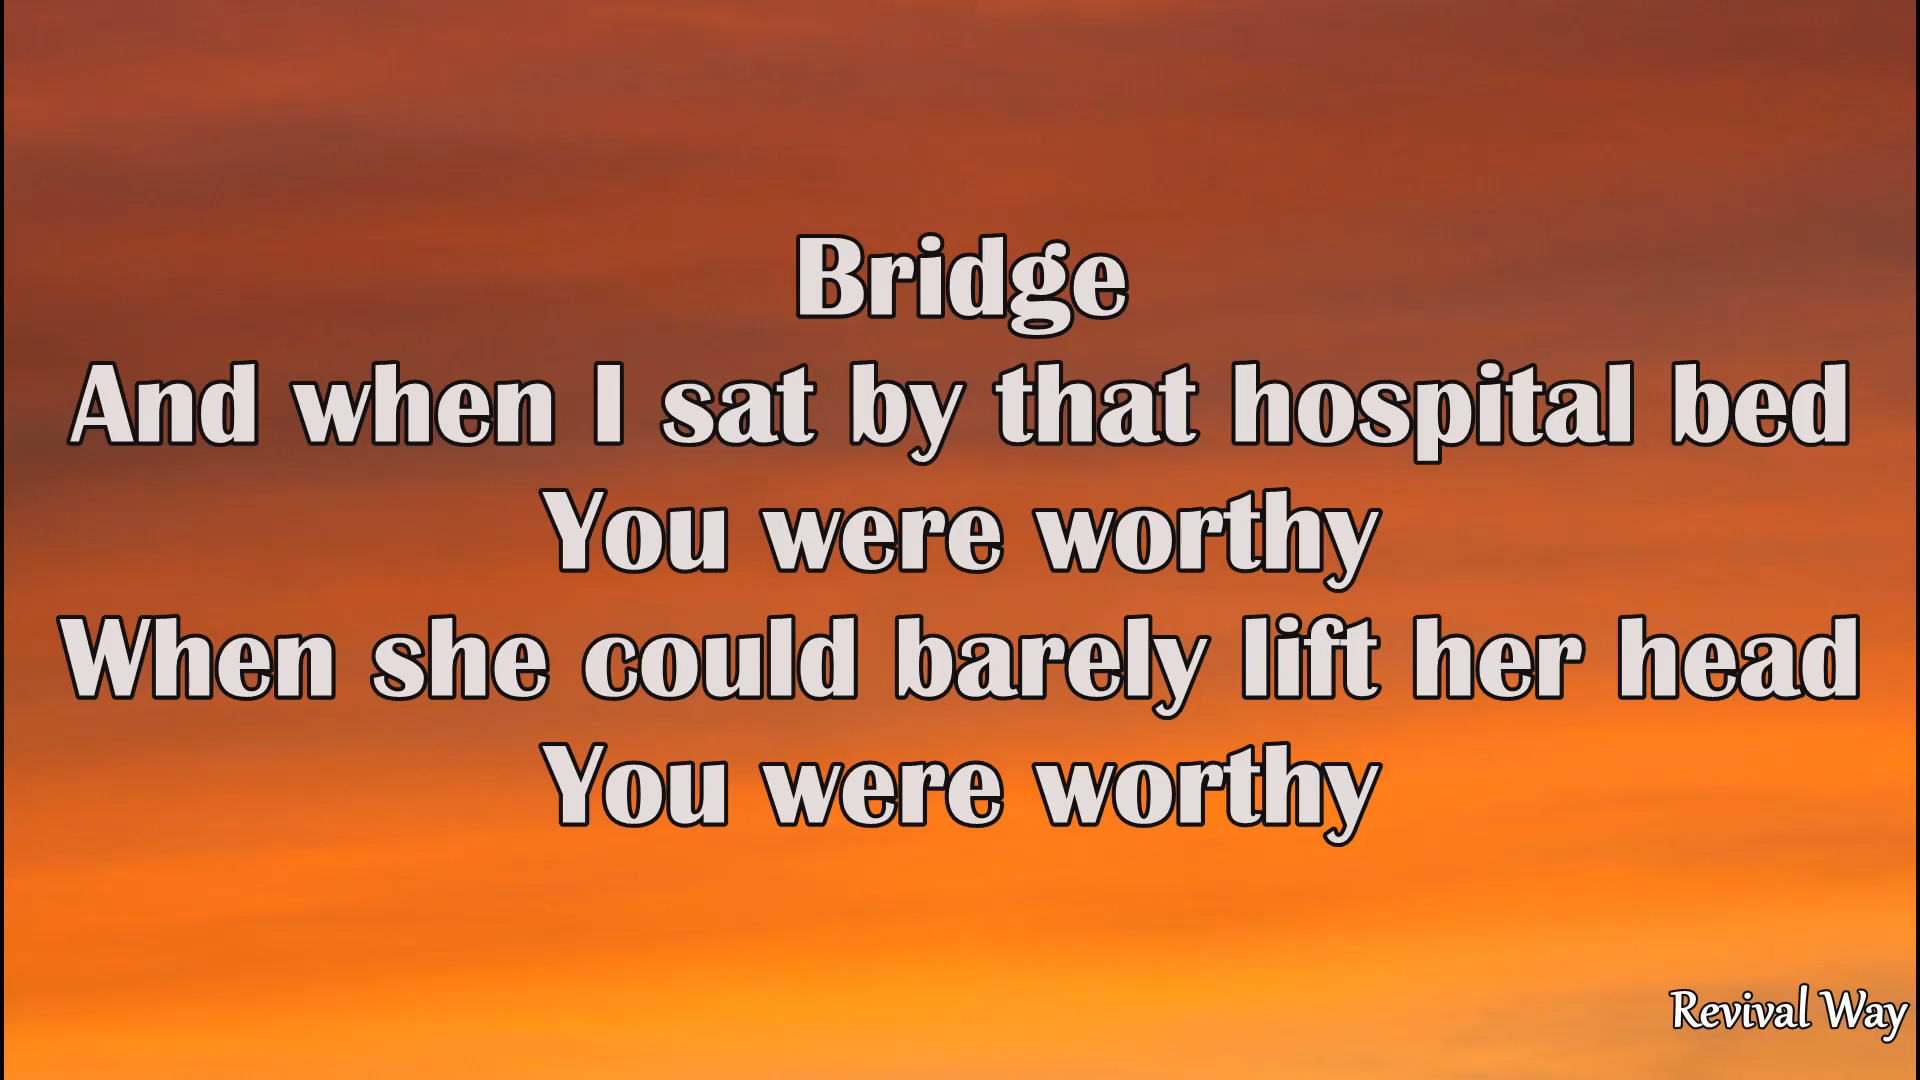 Bridge
And when I sat by that hospital bed
You were worthy
When she could barely lift her head
You were worthy
Revival Way